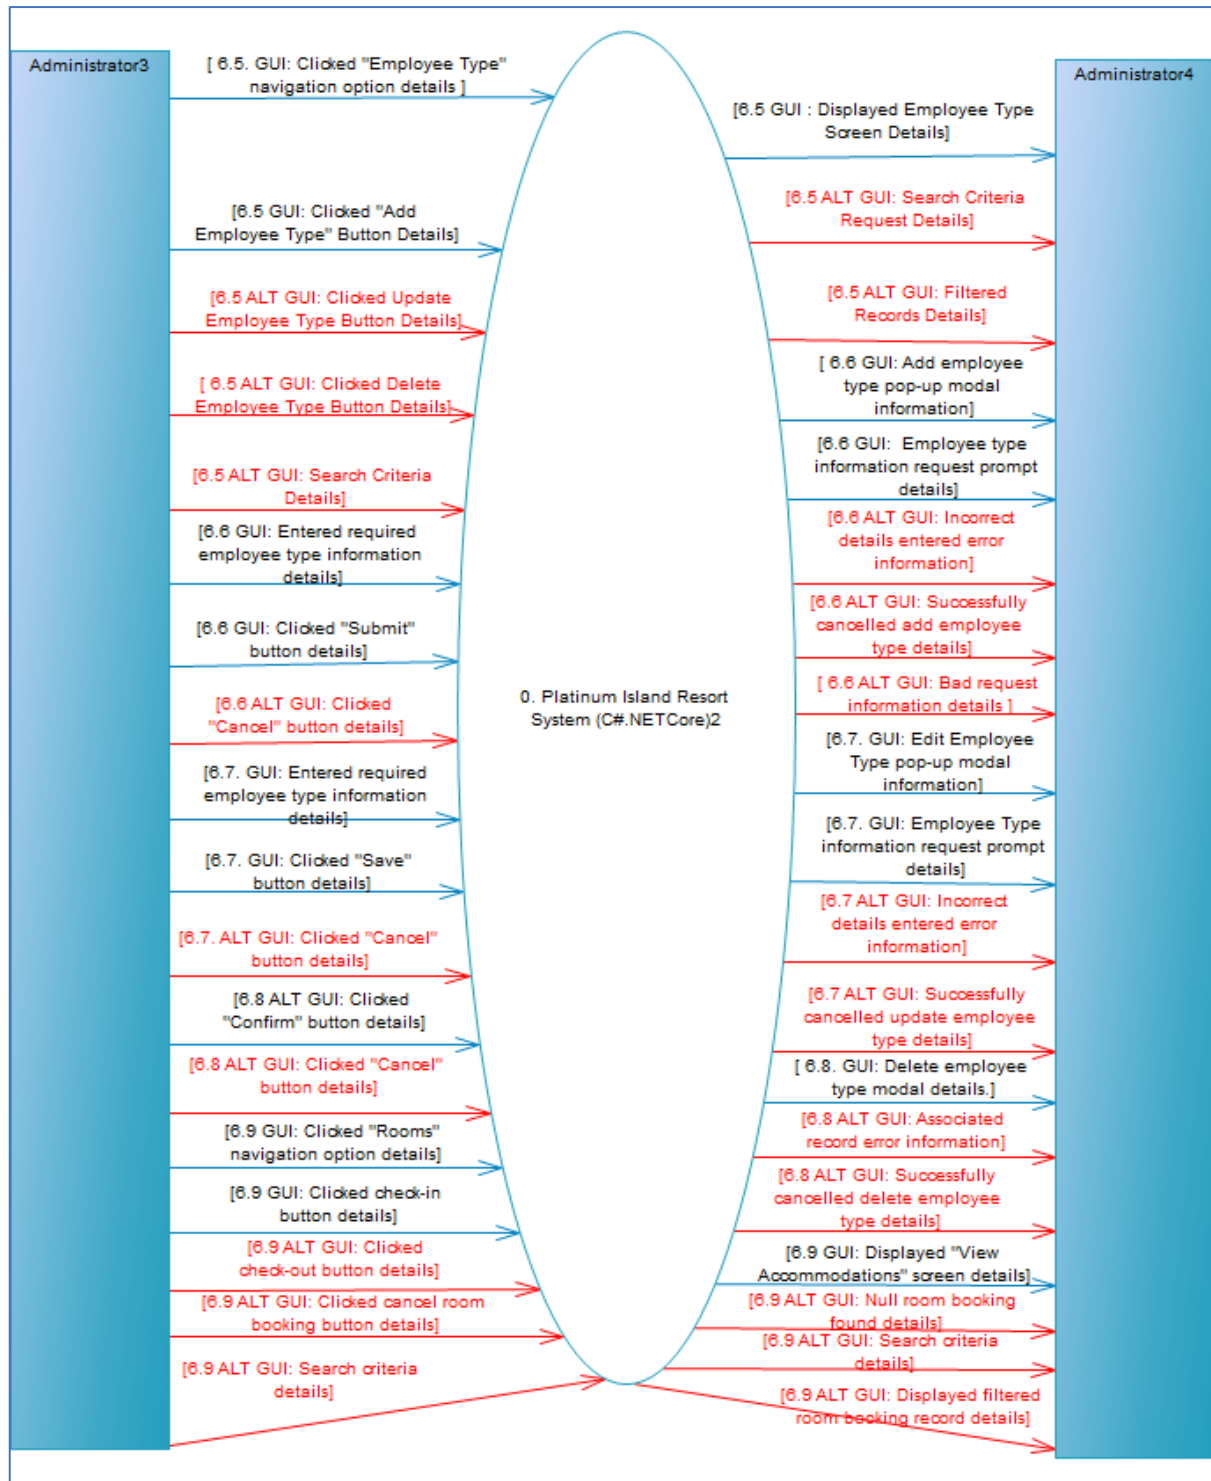 Administrator3
[ 6.5. GUI: Clicked "Employee Type"
navigation option details ]
[6.5 GUI: Clicked "Add
Employee Type" Button Details]
[6.5 ALT GUI: Clicked Update
Employee Type Button Details]
[ 6.5 ALT GUI: Clicked Delete
Employee Type Button Details]
[6.5 ALT GUI: Search Criteria
Details]
[6.6 GUI: Entered required
employee type information
details]
[6.6 GUI: Clicked "Submit"
button details]
[6.6 ALT GUI: Clicked
"Cancel" button details]
[6.7. GUI: Entered required
employee type information
details]
[6.7. GUI: Clicked "Save"
button details]
[6.7. ALT GUI: Clicked "Cancel"
button details]
[6.8 ALT GUI: Clicked
"Confirm" button details]
[6.8 ALT GUI: Clicked "Cancel"
button details]
[6.9 GUI: Clicked "Rooms"
navigation option details]
[6.9 GUI: Clicked check-in
button details]
[6.9 ALT GUI: Clicked
check-out button details]
[6.9 ALT GUI: Clicked cancel room
booking button details]
[6.9 ALT GUI: Search criteria
details]
0. Platinum Island Resort
System (C#.NETCore)2
Administrator4
[6.5 GUI : Displayed Employee Type
Screen Details]
[6.5 ALT GUI: Search Criteria
Request Details]
[6.5 ALT GUI: Filtered
Records Details]
[ 6.6 GUI: Add employee
type pop-up modal
information]
[6.6 GUI:  Employee type
information request prompt
details]
[6.6 ALT GUI: Incorrect
details entered error
information]
[6.6 ALT GUI: Successfully
cancelled add employee
type details]
[ 6.6 ALT GUI: Bad request
information details ]
[6.7. GUI: Edit Employee
Type pop-up modal
information]
[6.7. GUI: Employee Type
information request prompt
details]
[6.7 ALT GUI: Incorrect
details entered error
information]
[6.7 ALT GUI: Successfully
cancelled update employee
type details]
[ 6.8. GUI: Delete employee
type modal details.]
[6.8 ALT GUI: Associated
record error information]
[6.8 ALT GUI: Successfully
cancelled delete employee
type details]
[6.9 GUI: Displayed "View
Accommodations" screen details]
[6.9 ALT GUI: Null room booking
found details]
[6.9 ALT GUI: Search criteria
details]
[6.9 ALT GUI: Displayed filtered
room booking record details]